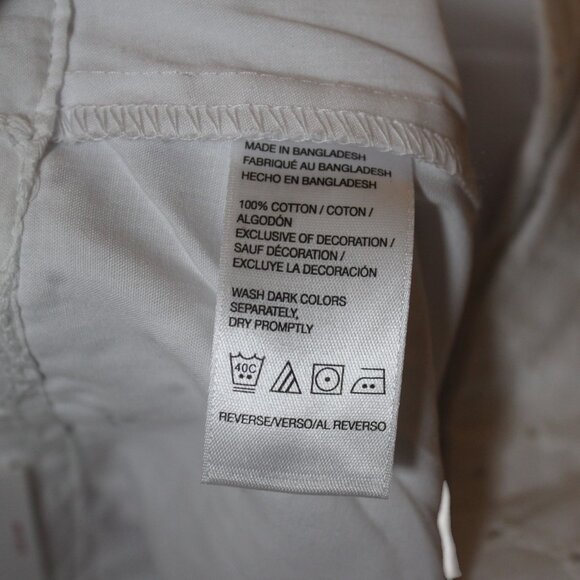 MADE IN BANGLADESH
FABRIQUÉ AU BANGLADESH
HECHO EN BANGLADESH
100% COTTON / COTON /
ALGODÓN
EXCLUSIVE OF DECORATION /
SAUF DÉCORATION /
EXCLUYE LA DECORACIÓN
WASH DARK COLORS
SEPARATELY,
DRY PROMPTLY
40C
REVERSE/VERSO/AL REVERSO